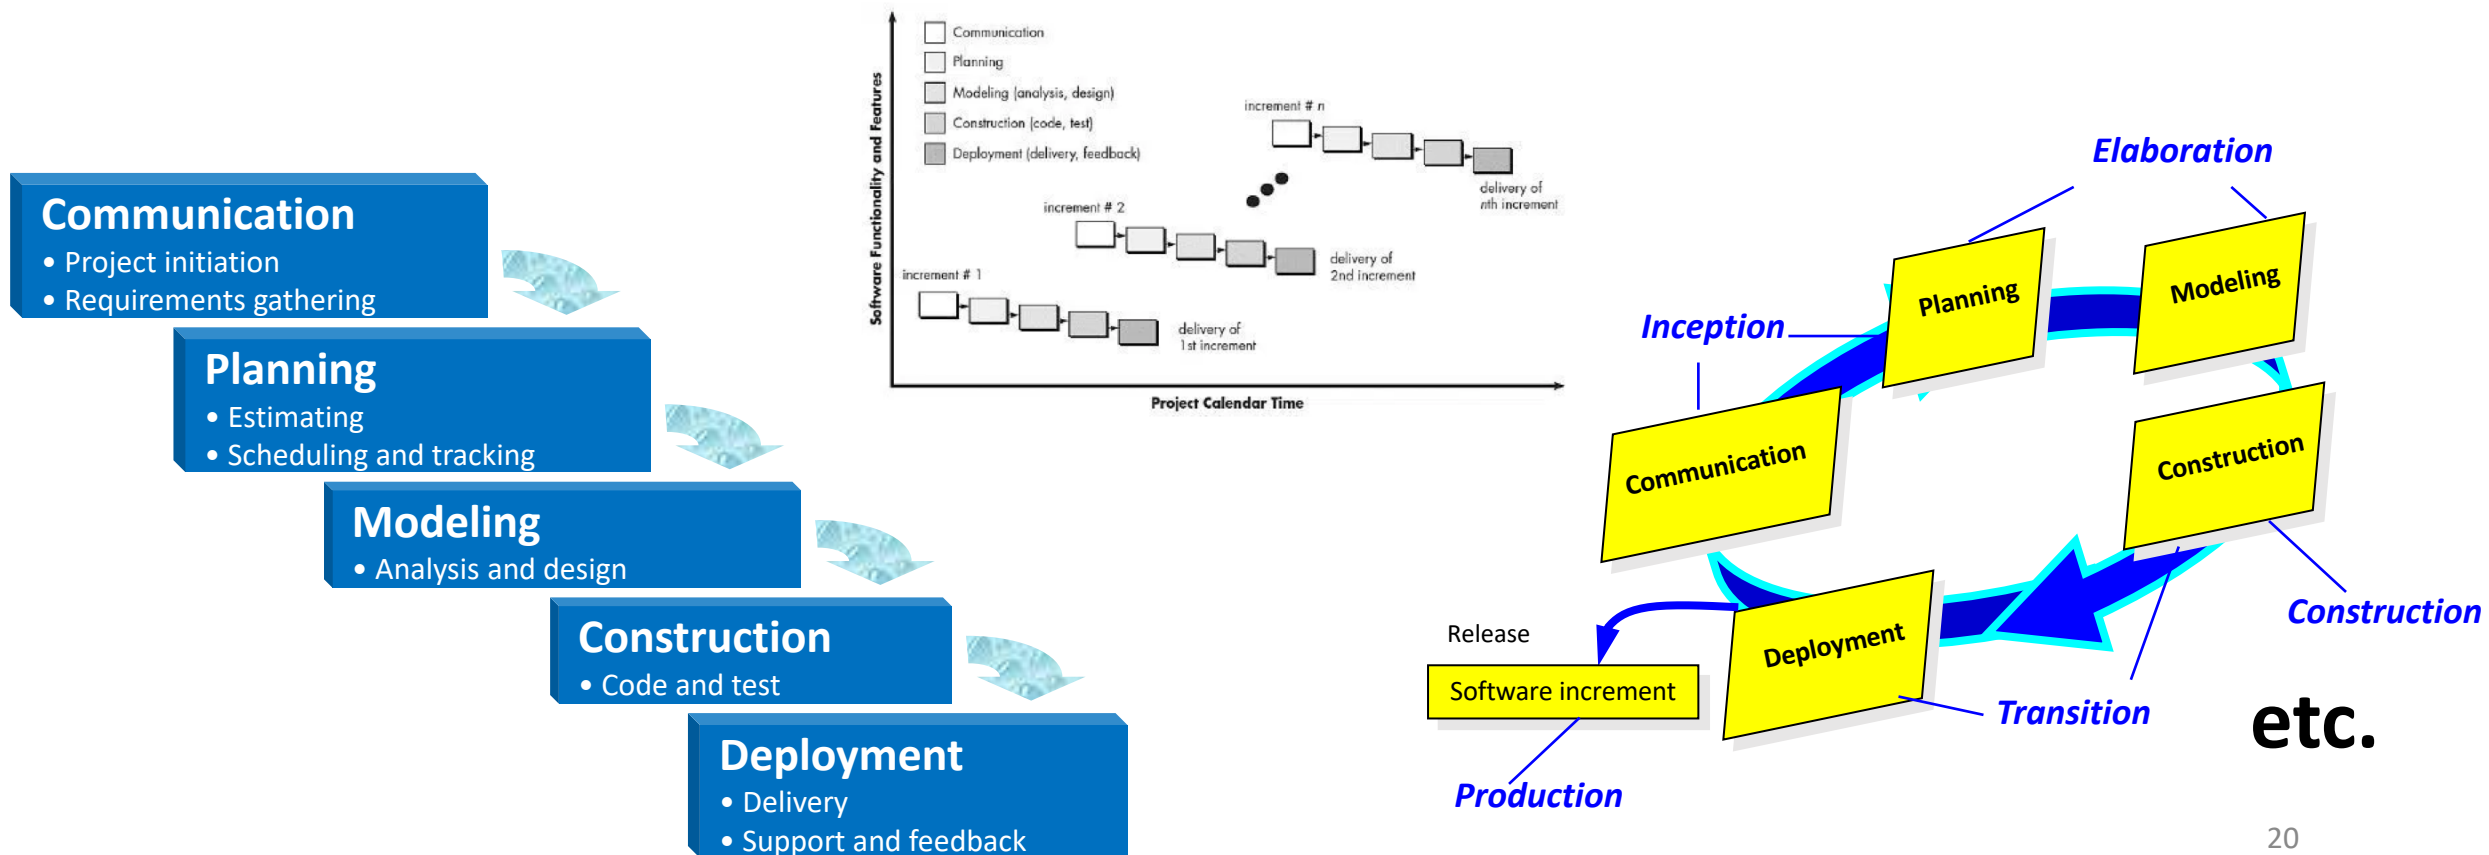 Communication
• Project initiation
• Requirements gathering
Planning
• Estimating
• Scheduling and tracking
Modeling
• Analysis and design
Construction
• Code and test
Deployment
• Delivery
• Support and feedback
Software Functionality and Features
Communication
Planning
Modeling (analysis, design)
Construction (code, test)
Deployment (delivery, feedback)
increment # n
delivery of
nth increment
increment # 2
delivery of
2nd increment
increment # 1
delivery of
1st increment
Project Calendar Time
Elaboration
Planning
Modeling
Inception
Communication
Construction
Construction
Release
Deployment
Software increment
Transition
Production
etc.
20